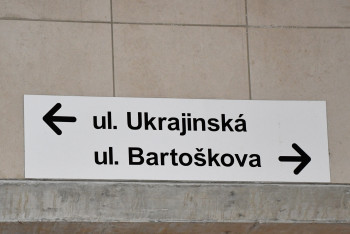 ← ul. Ukrajinská
ul. Bartoškova →